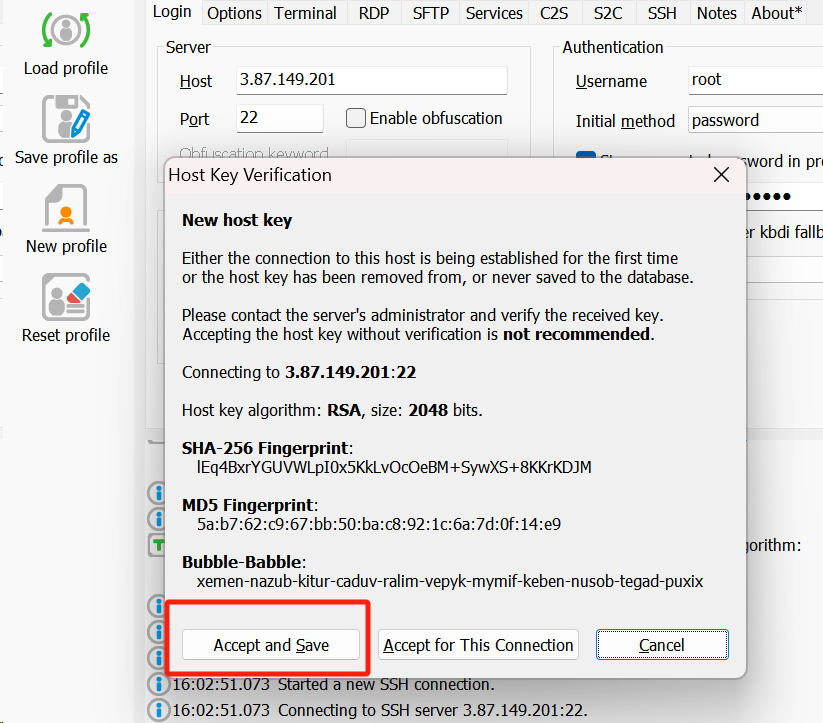 Login Options Terminal RDP SFTP Services C2S S2C SSH Notes About*
Load profile
Save profile as
New profile
Reset profile
Server
Host 3.87.149.201
Port 22 Enable obfuscation
Obfuscation keyword
Authentication
Username root
Initial method password
Host Key Verification
New host key
Either the connection to this host is being established for the first time
or the host key has been removed from, or never saved to the database.
Please contact the server's administrator and verify the received key.
Accepting the host key without verification is not recommended.
Connecting to 3.87.149.201:22
Host key algorithm: RSA, size: 2048 bits.
SHA-256 Fingerprint:
lEq4BxrYGUVWLpI0x5KkLvOcOeBM+SywXS+8KKrKDJM
MD5 Fingerprint:
5a:b7:62:c9:67:bb:50:ba:c8:92:1c:6a:7d:0f:14:e9
Bubble-Babble:
xemen-nazub-kitur-caduv-ralim-vepyk-mymif-keben-nusob-tegad-puxix
Accept and Save Accept for This Connection Cancel
16:02:51.073 Started a new SSH connection.
16:02:51.073 Connecting to SSH server 3.87.149.201:22.